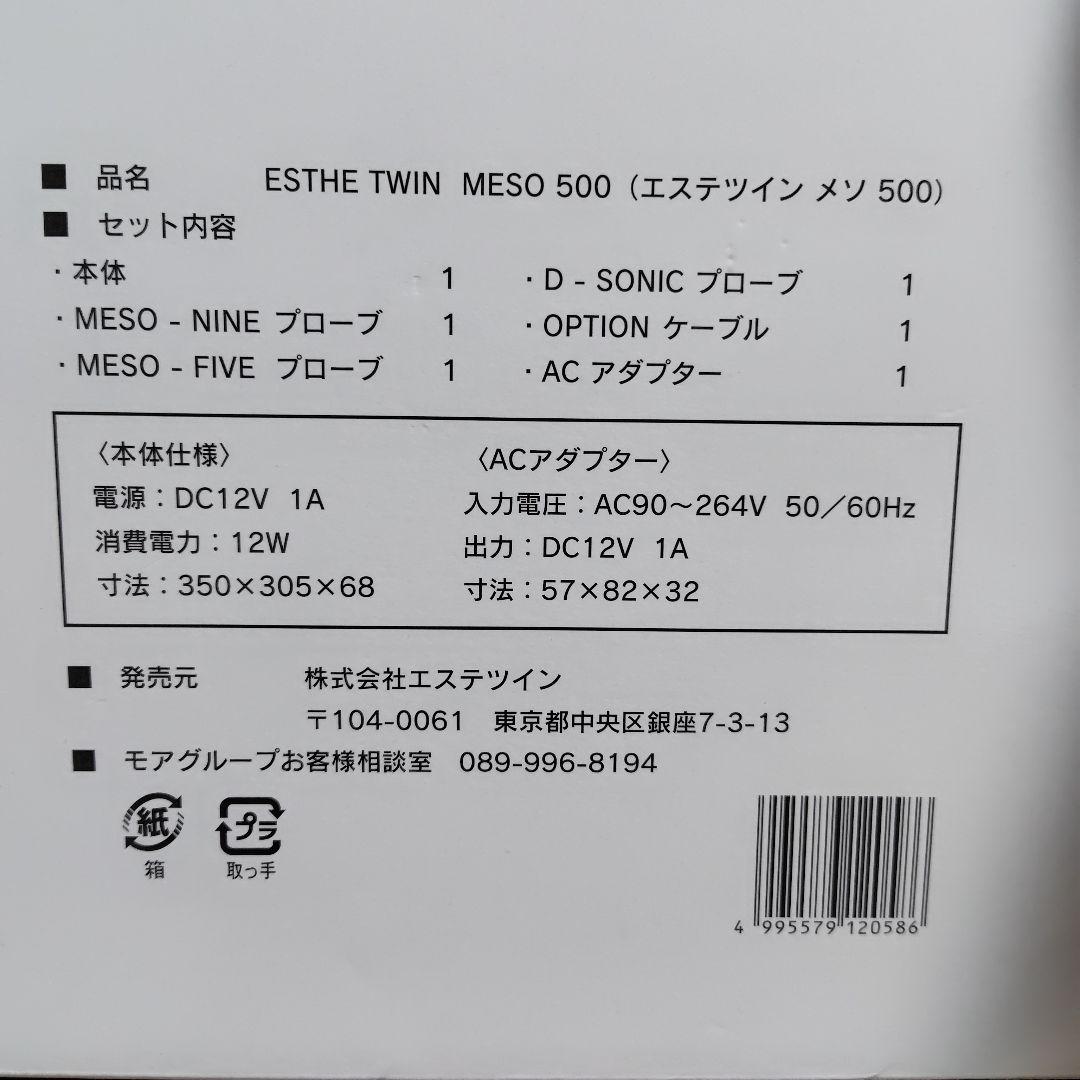 ■ 品名 ESTHE TWIN MESO 500（エステツイン メソ 500）
■ セット内容
・本体 1 ・D - SONIC プローブ 1
・MESO - NINE プローブ 1 ・OPTION ケーブル 1
・MESO - FIVE プローブ 1 ・AC アダプター 1
〈本体仕様〉
電源：DC12V 1A
消費電力：12W
寸法：350×305×68
〈ACアダプター〉
入力電圧：AC90～264V 50／60Hz
出力：DC12V 1A
寸法：57×82×32
■ 発売元 株式会社エステツイン
〒104-0061 東京都中央区銀座7-3-13
■ モアグループお客様相談室 089-996-8194
紙 プラ
箱 取っ手
4 995579 120586